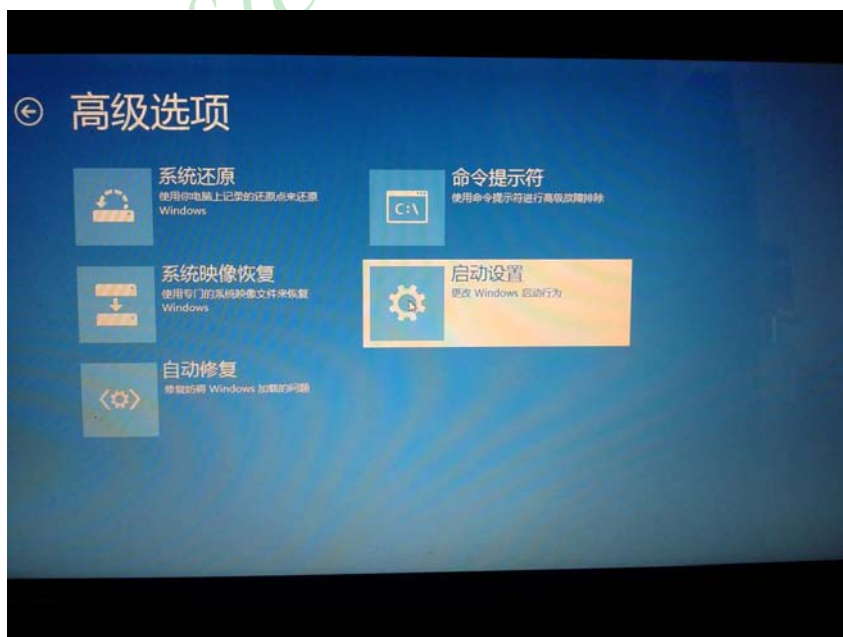 高级选项
系统还原
使用你电脑上记录的还原点来还原
Windows
命令提示符
使用命令提示符进行高级故障排除
C:\
系统映像恢复
使用专门的系统映像文件来恢复
Windows
启动设置
更改 Windows 启动行为
自动修复
修复妨碍 Windows 加载的问题